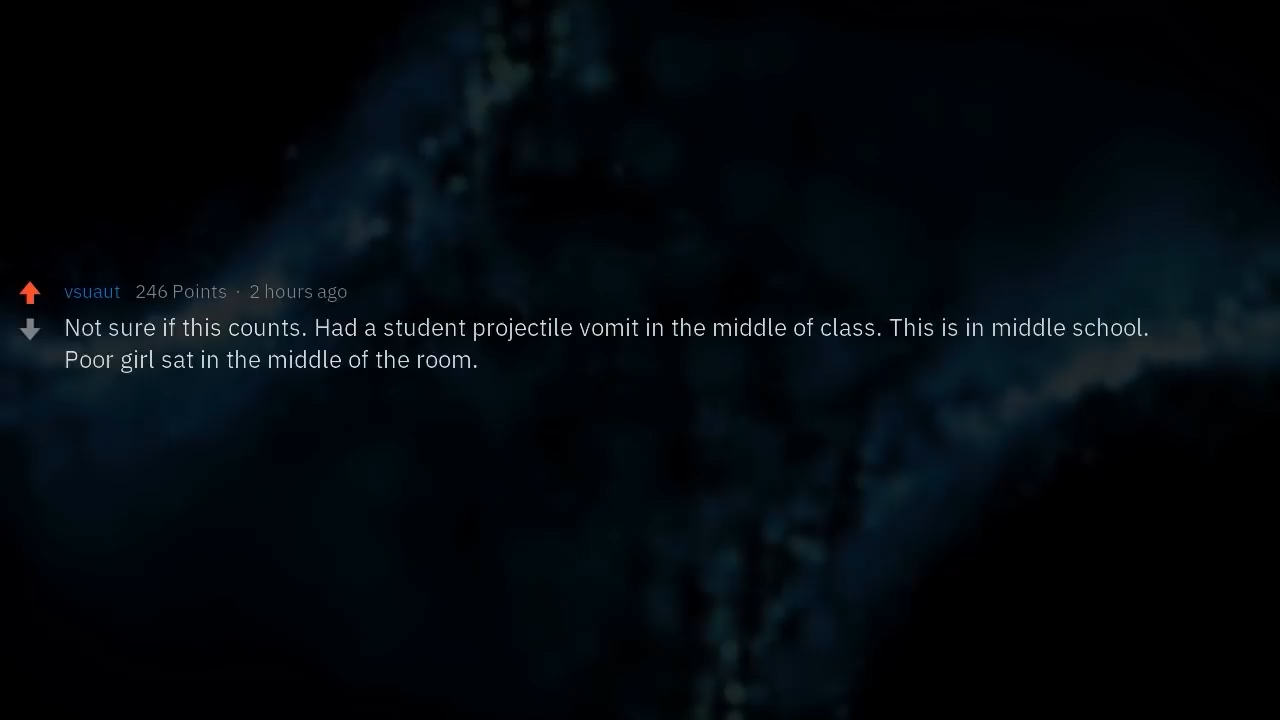 vsuaut 246 Points · 2 hours ago
Not sure if this counts. Had a student projectile vomit in the middle of class. This is in middle school.
Poor girl sat in the middle of the room.